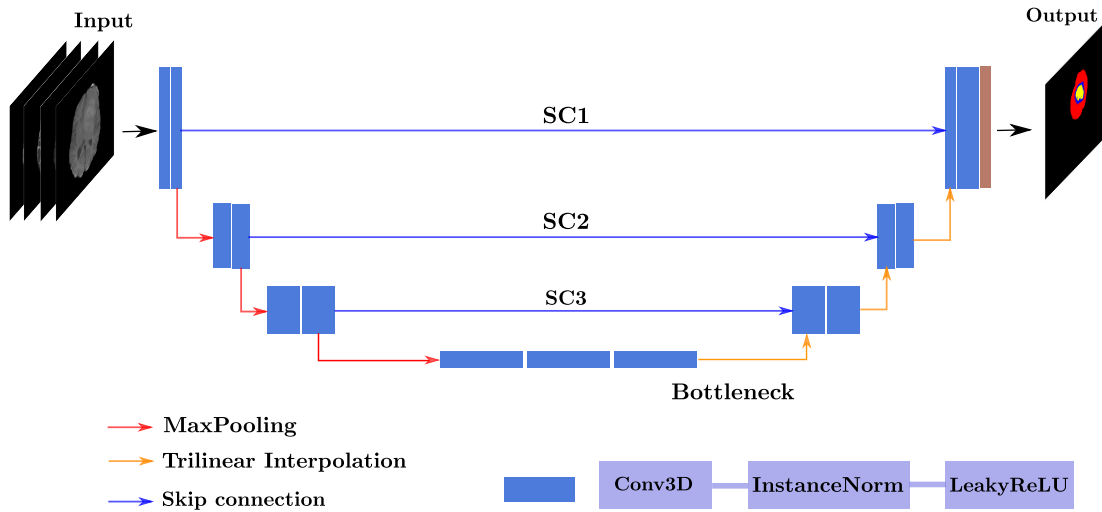 Input
Output
SC1
SC2
SC3
Bottleneck
MaxPooling
Trilinear Interpolation
Skip connection
Conv3D
InstanceNorm
LeakyReLU